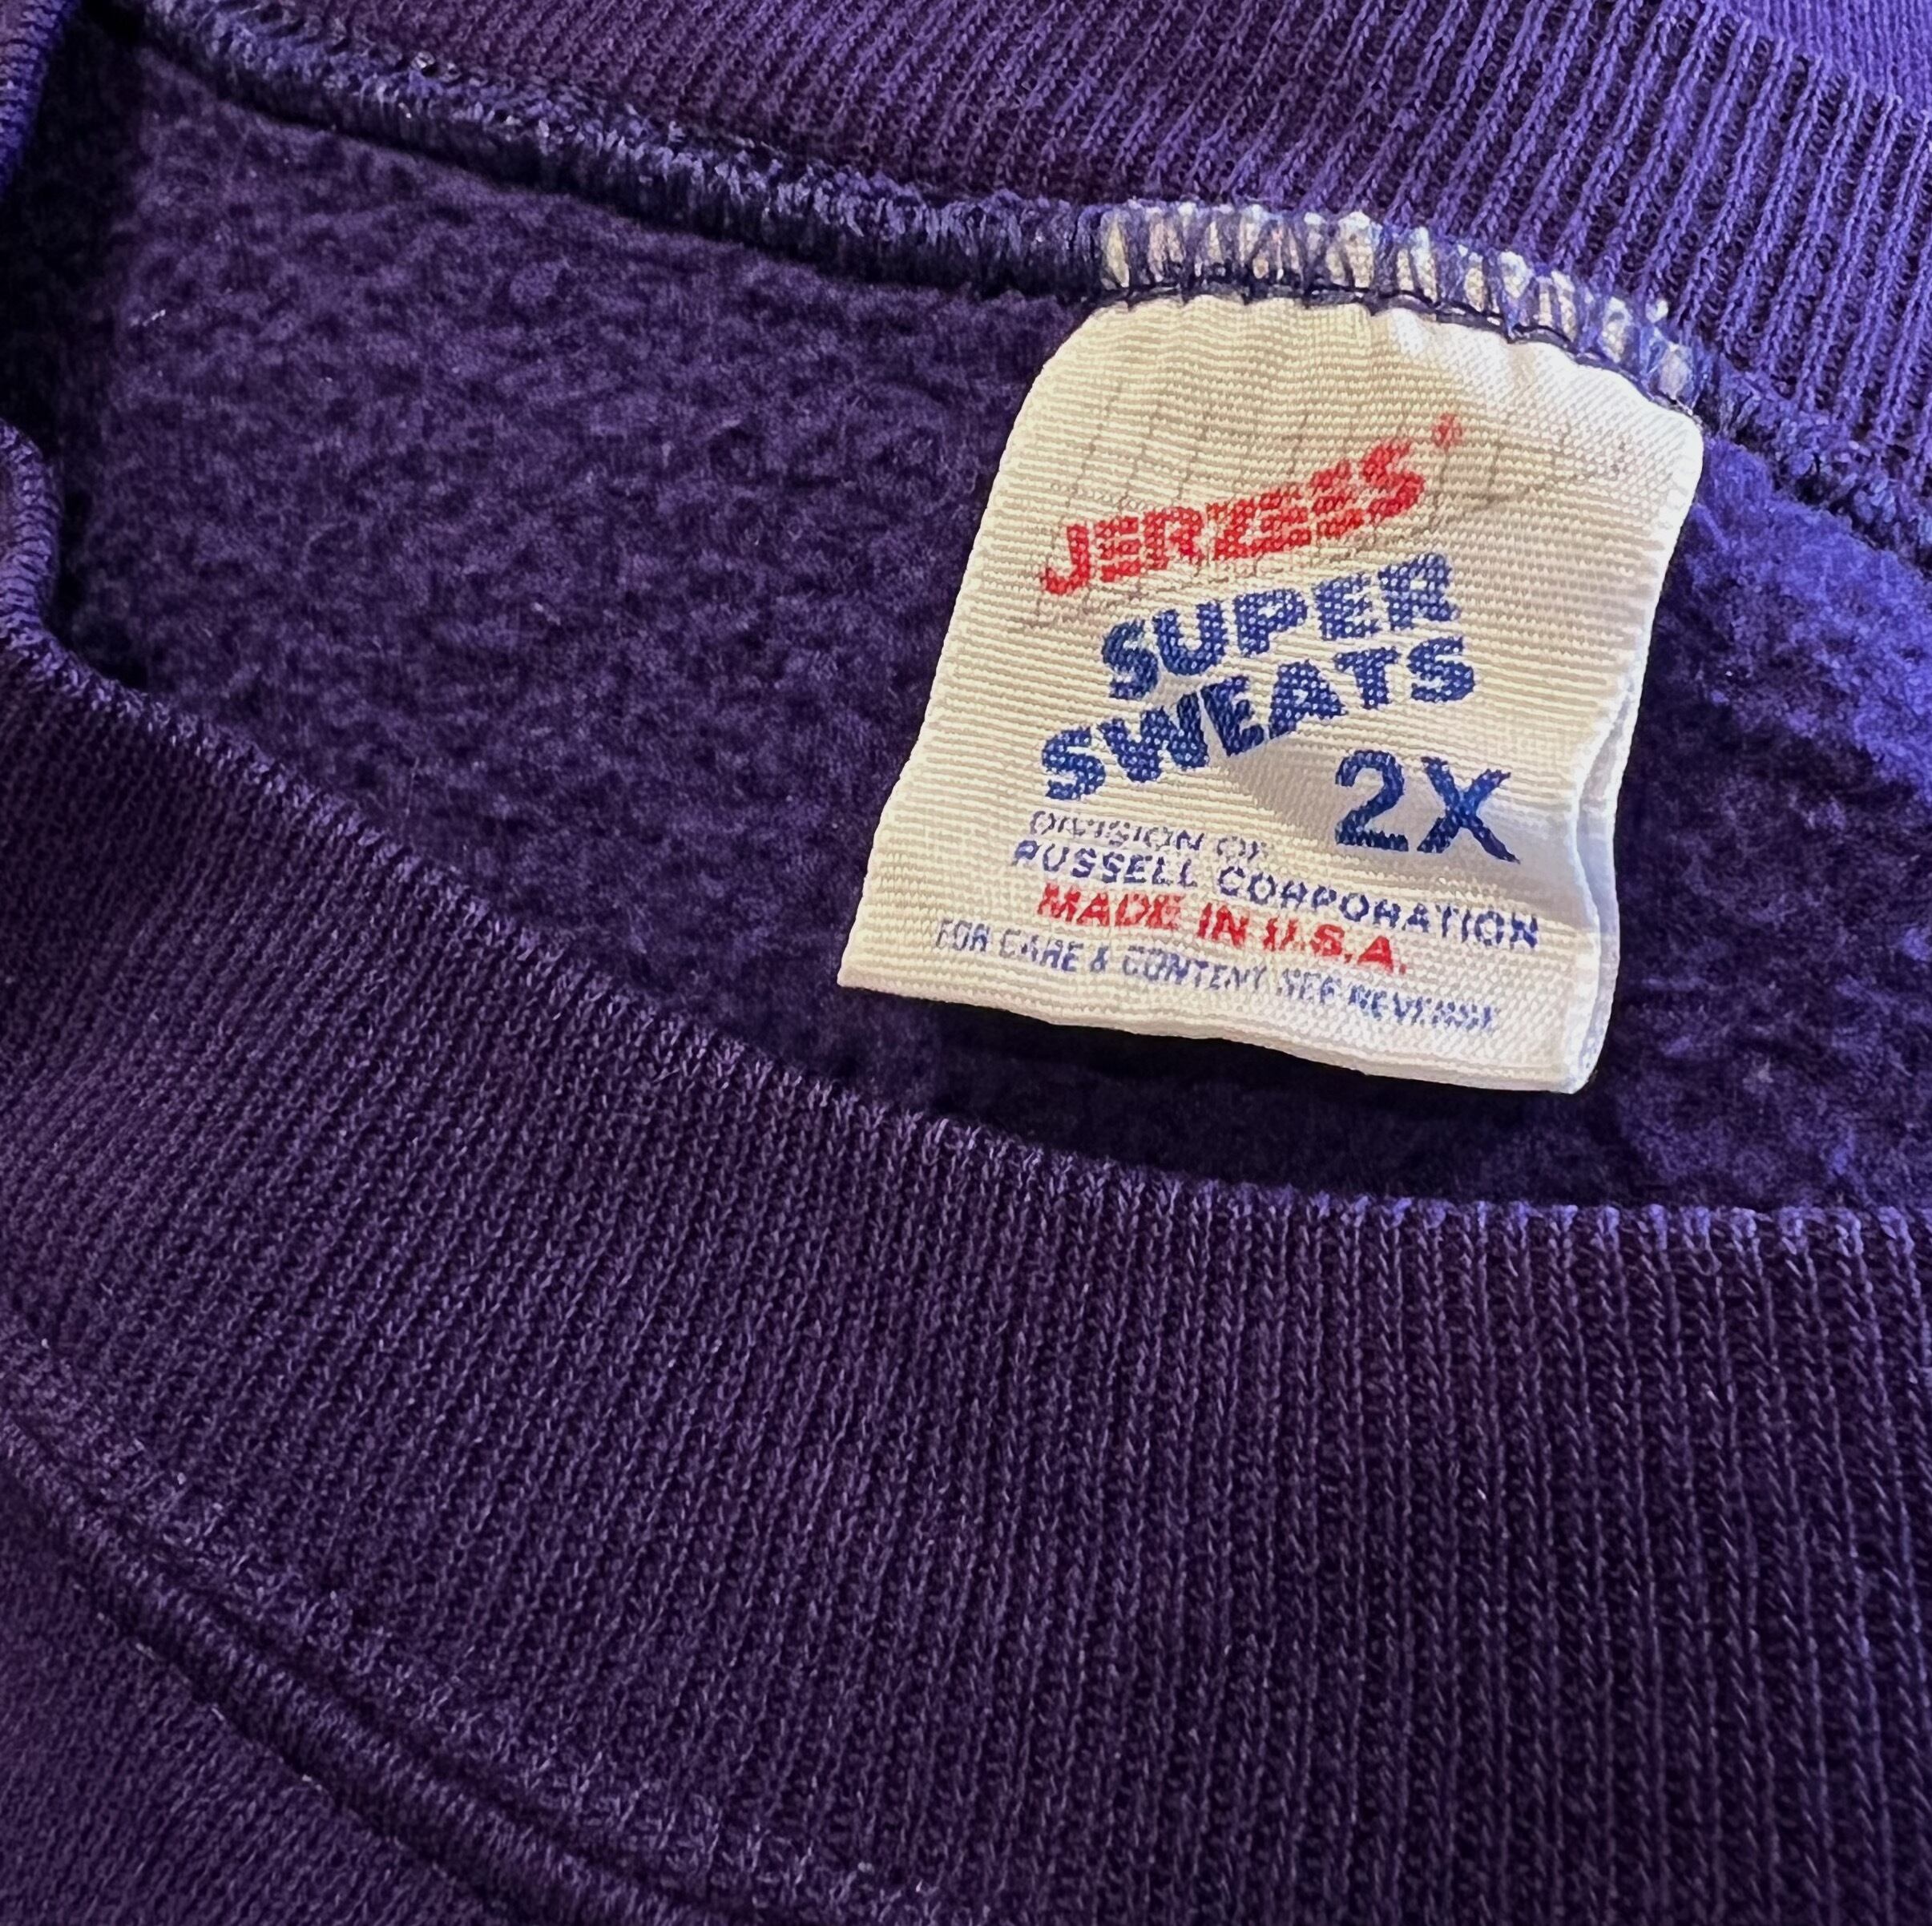 JERZEES®
SUPER
SWEATS
2X
DIVISION OF
RUSSELL CORPORATION
MADE IN U.S.A.
FOR CARE & CONTENT SEE REVERSE